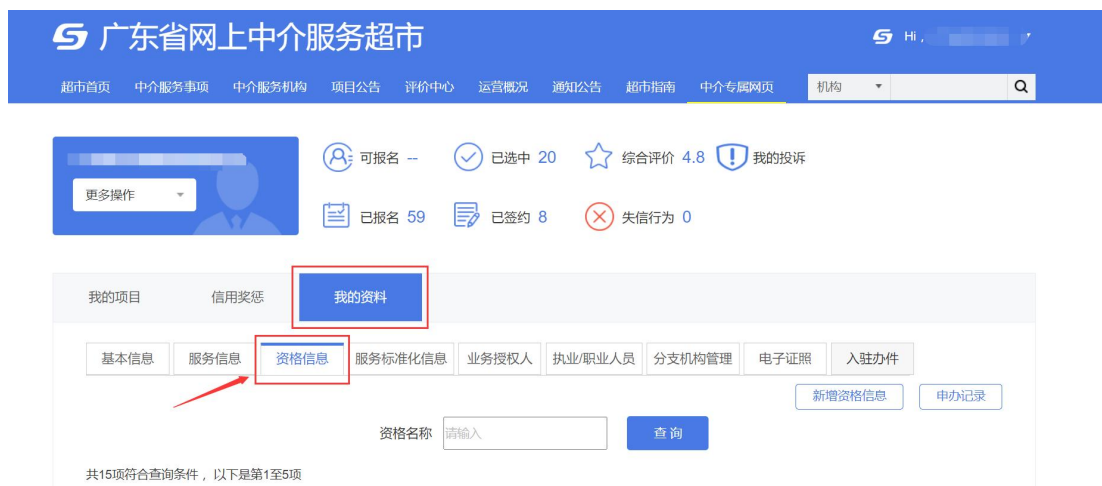 广东省网上中介服务超市
Hi ,
超市首页 中介服务事项 中介服务机构 项目公告 评价中心 运营概况 通知公告 超市指南 中介专属网页 机构
可报名 -- 已选中 20 综合评价 4.8 我的投诉
更多操作
已报名 59 已签约 8 失信行为 0
我的项目 信用奖惩 我的资料
基本信息 服务信息 资格信息 服务标准化信息 业务授权人 执业/职业人员 分支机构管理 电子证照 入驻办件
新增资格信息 申办记录
资格名称 请输入 查 询
共15项符合查询条件 , 以下是第1至5项